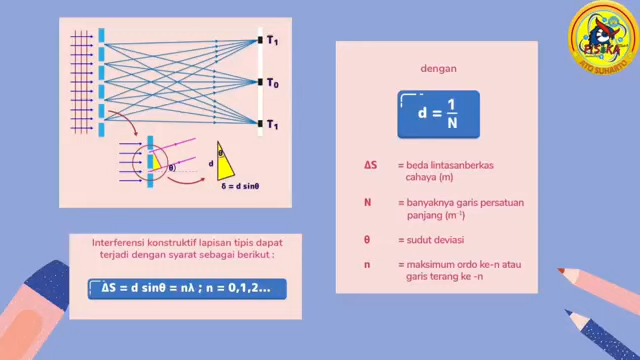 T1
T0
T1
θ
d
θ
δ = d sinθ
Interferensi konstruktif lapisan tipis dapat
terjadi dengan syarat sebagai berikut :
ΔS = d sinθ = nλ ; n = 0,1,2...
dengan
d = 1/N
ΔS = beda lintasanberkas
cahaya (m)
N = banyaknya garis persatuan
panjang (m⁻¹)
θ = sudut deviasi
n = maksimum ordo ke-n atau
garis terang ke -n
FISIKA
ATQ SUHARTO